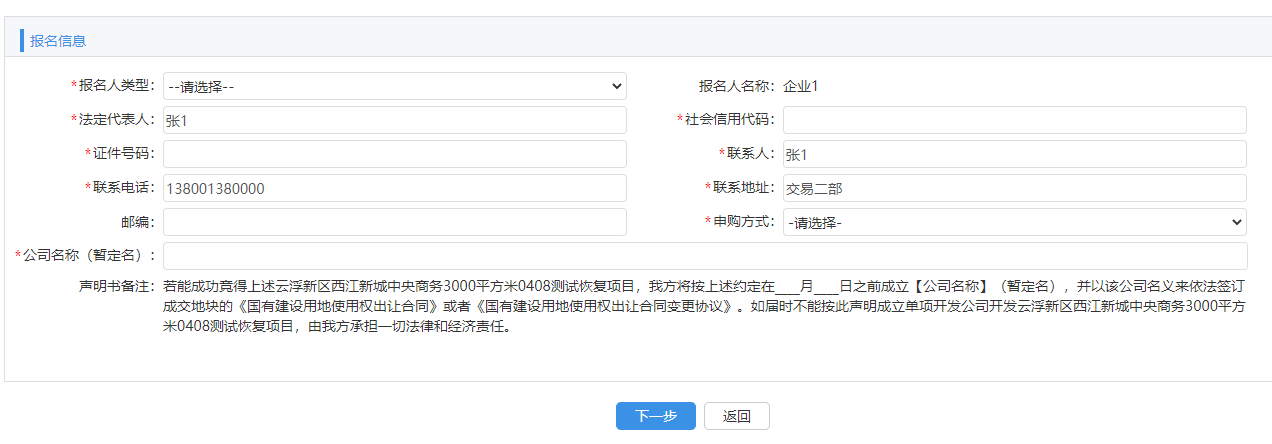 报名信息
*报名人类型： --请选择-- 报名人名称： 企业1
*法定代表人： 张1 *社会信用代码：
*证件号码： *联系人： 张1
*联系电话： 138001380000 *联系地址： 交易二部
邮编： *申购方式： -请选择-
*公司名称（暂定名）：
声明书备注： 若能成功竟得上述云浮新区西江新城中央商务3000平方米0408测试恢复项目，我方将按上述约定在____月____日之前成立【公司名称】（暂定名），并以该公司名义来依法签订
成交地块的《国有建设用地使用权出让合同》或者《国有建设用地使用权出让合同变更协议》。如届时不能按此声明成立单项开发公司开发云浮新区西江新城中央商务3000平方
米0408测试恢复项目，由我方承担一切法律和经济责任。
下一步 返回